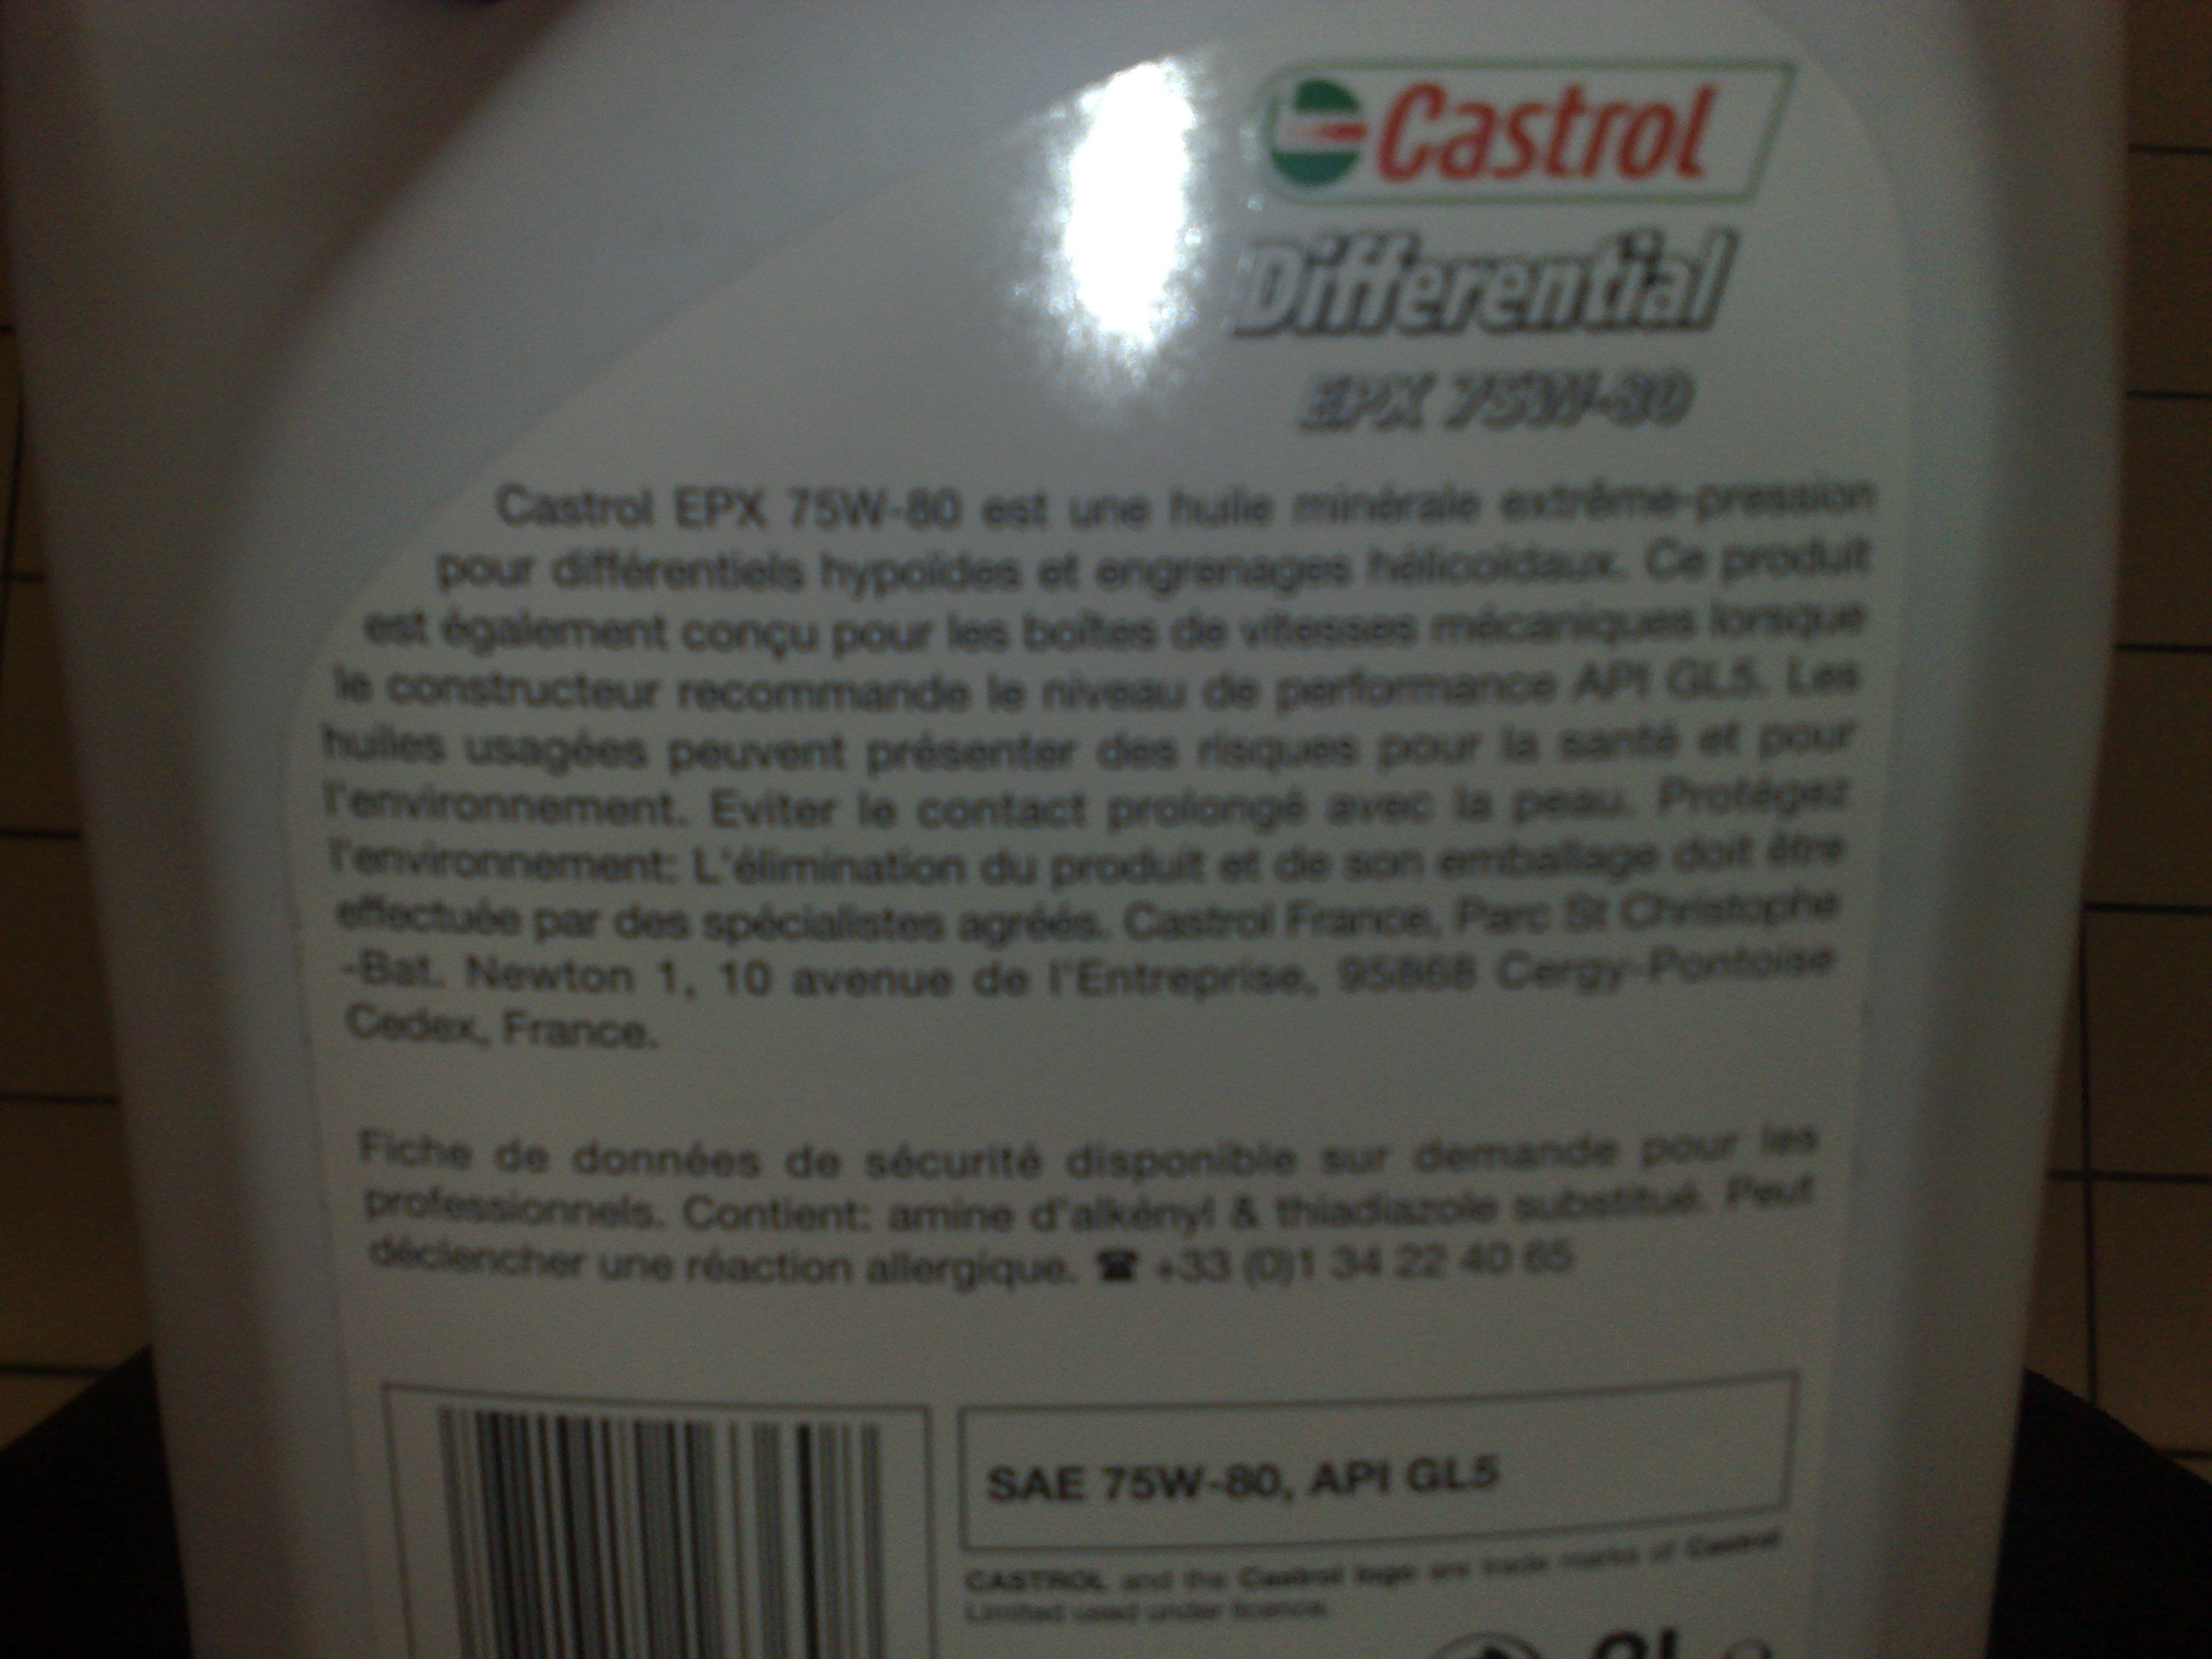 Castrol
Differential
EPX 75W-80
Castrol EPX 75W-80 est une huile minérale extrême-pression
pour différentiels hypoïdes et engrenages hélicoïdaux. Ce produit
est également conçu pour les boîtes de vitesses mécaniques lorsque
le constructeur recommande le niveau de performance API GL5. Les
huiles usagées peuvent présenter des risques pour la santé et pour
l'environnement. Eviter le contact prolongé avec la peau. Protégez
l'environnement: L'élimination du produit et de son emballage doit être
effectuée par des spécialistes agréés. Castrol France, Parc St Christophe
-Bat. Newton 1, 10 avenue de l'Entreprise, 95868 Cergy-Pontoise
Cedex, France.
Fiche de données de sécurité disponible sur demande pour les
professionnels. Contient: amine d'alkényl & thiadiazole substitué. Peut
déclencher une réaction allergique. ☎ +33 (0)1 34 22 40 65
SAE 75W-80, API GL5
CASTROL and the Castrol logo are trade marks of Castrol
Limited used under licence.